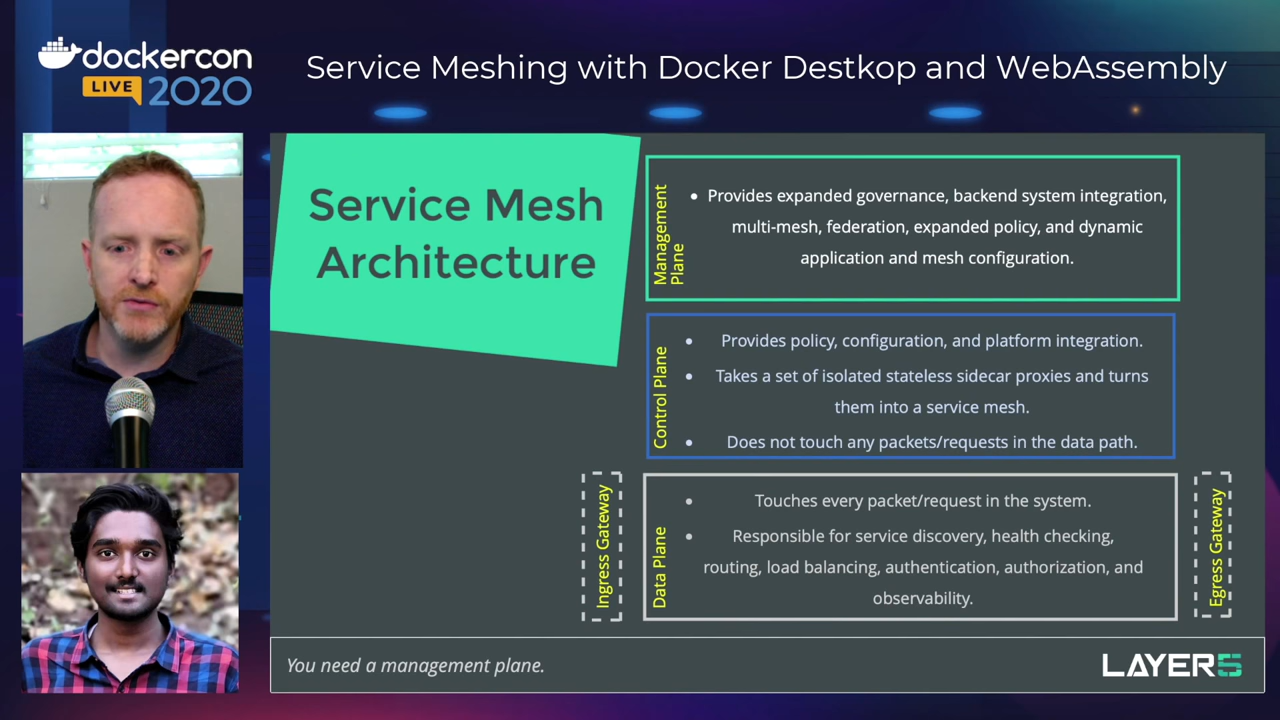 dockercon
LIVE 2020
Service Meshing with Docker Destkop and WebAssembly
Service Mesh
Architecture
Management
Plane
• Provides expanded governance, backend system integration,
multi-mesh, federation, expanded policy, and dynamic
application and mesh configuration.
Control Plane
• Provides policy, configuration, and platform integration.
• Takes a set of isolated stateless sidecar proxies and turns
them into a service mesh.
• Does not touch any packets/requests in the data path.
Ingress Gateway
Data Plane
• Touches every packet/request in the system.
• Responsible for service discovery, health checking,
routing, load balancing, authentication, authorization, and
observability.
Egress Gateway
You need a management plane.
LAYER5